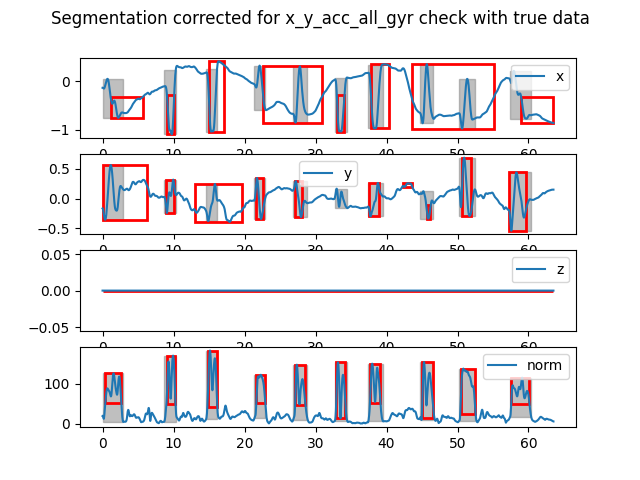 Segmentation corrected for x_y_acc_all_gyr check with true data
0
−1
x
0 10 20 30 40 50 60
0.5
0.0
−0.5
y
0 10 20 30 40 50 60
0.05
0.00
−0.05
z
0 10 20 30 40 50 60
100
0
norm
0 10 20 30 40 50 60